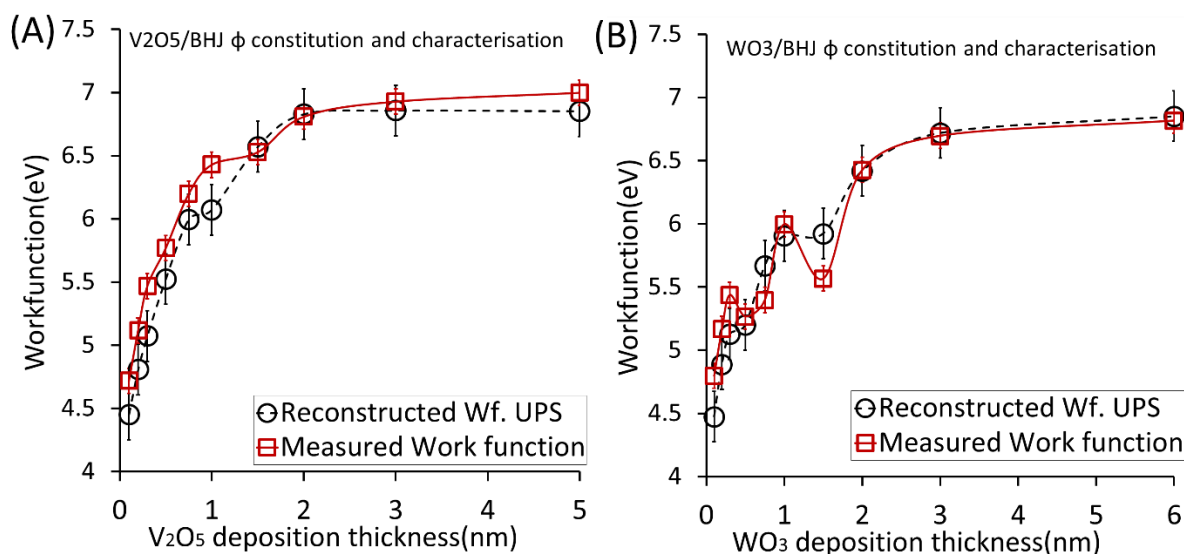 (A)
V2O5/BHJ ϕ constitution and characterisation
7.5
7
6.5
6
5.5
5
4.5
4
Workfunction(eV)
Reconstructed Wf. UPS
Measured Work function
0 1 2 3 4 5
V₂O₅ deposition thickness(nm)
(B)
WO3/BHJ ϕ constitution and characterisation
7.5
7
6.5
6
5.5
5
4.5
4
Workfunction(eV)
Reconstructed Wf. UPS
Measured Work function
0 1 2 3 4 5 6
WO₃ deposition thickness(nm)